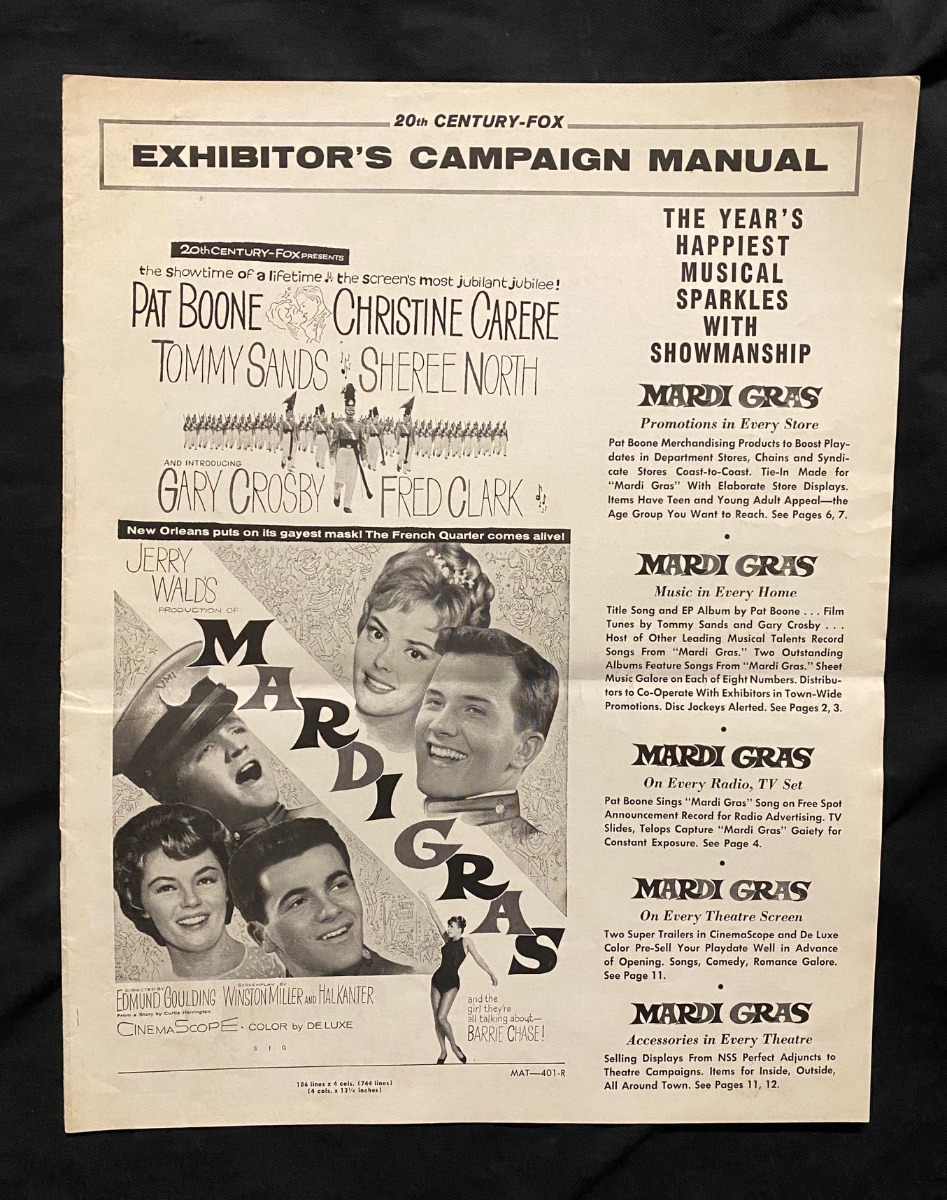 20th CENTURY-FOX
EXHIBITOR'S CAMPAIGN MANUAL
20th CENTURY-FOX PRESENTS
the showtime of a lifetime! the screen's most jubilant jubilee!
PAT BOONE CHRISTINE CARERE
TOMMY SANDS SHEREE NORTH
AND INTRODUCING
GARY CROSBY FRED CLARK
New Orleans puts on its gayest mask! The French Quarter comes alive!
JERRY
WALD'S
PRODUCTION OF
MARDI GRAS
DIRECTED BY SCREENPLAY BY
EDMUND GOULDING WINSTON MILLER AND HAL KANTER
From a Story by Curtis Harrington
CINEMASCOPE · COLOR by DE LUXE
and the
girl they're
all talking about—
BARRIE CHASE!
S I G
MAT—401-R
186 lines x 4 cols. (744 lines)
(4 cols. x 13¼ inches)
THE YEAR'S
HAPPIEST
MUSICAL
SPARKLES
WITH
SHOWMANSHIP
MARDI GRAS
Promotions in Every Store
Pat Boone Merchandising Products to Boost Play-
dates in Department Stores, Chains and Syndi-
cate Stores Coast-to-Coast. Tie-In Made for
"Mardi Gras" With Elaborate Store Displays.
Items Have Teen and Young Adult Appeal—the
Age Group You Want to Reach. See Pages 6, 7.
•
MARDI GRAS
Music in Every Home
Title Song and EP Album by Pat Boone . . . Film
Tunes by Tommy Sands and Gary Crosby . . .
Host of Other Leading Musical Talents Record
Songs From "Mardi Gras." Two Outstanding
Albums Feature Songs From "Mardi Gras." Sheet
Music Galore on Each of Eight Numbers. Distribu-
tors to Co-Operate With Exhibitors in Town-Wide
Promotions. Disc Jockeys Alerted. See Pages 2, 3.
•
MARDI GRAS
On Every Radio, TV Set
Pat Boone Sings "Mardi Gras" Song on Free Spot
Announcement Record for Radio Advertising. TV
Slides, Telops Capture "Mardi Gras" Gaiety for
Constant Exposure. See Page 4.
•
MARDI GRAS
On Every Theatre Screen
Two Super Trailers in CinemaScope and De Luxe
Color Pre-Sell Your Playdate Well in Advance
of Opening. Songs, Comedy, Romance Galore.
See Page 11.
•
MARDI GRAS
Accessories in Every Theatre
Selling Displays From NSS Perfect Adjuncts to
Theatre Campaigns. Items for Inside, Outside,
All Around Town. See Pages 11, 12.